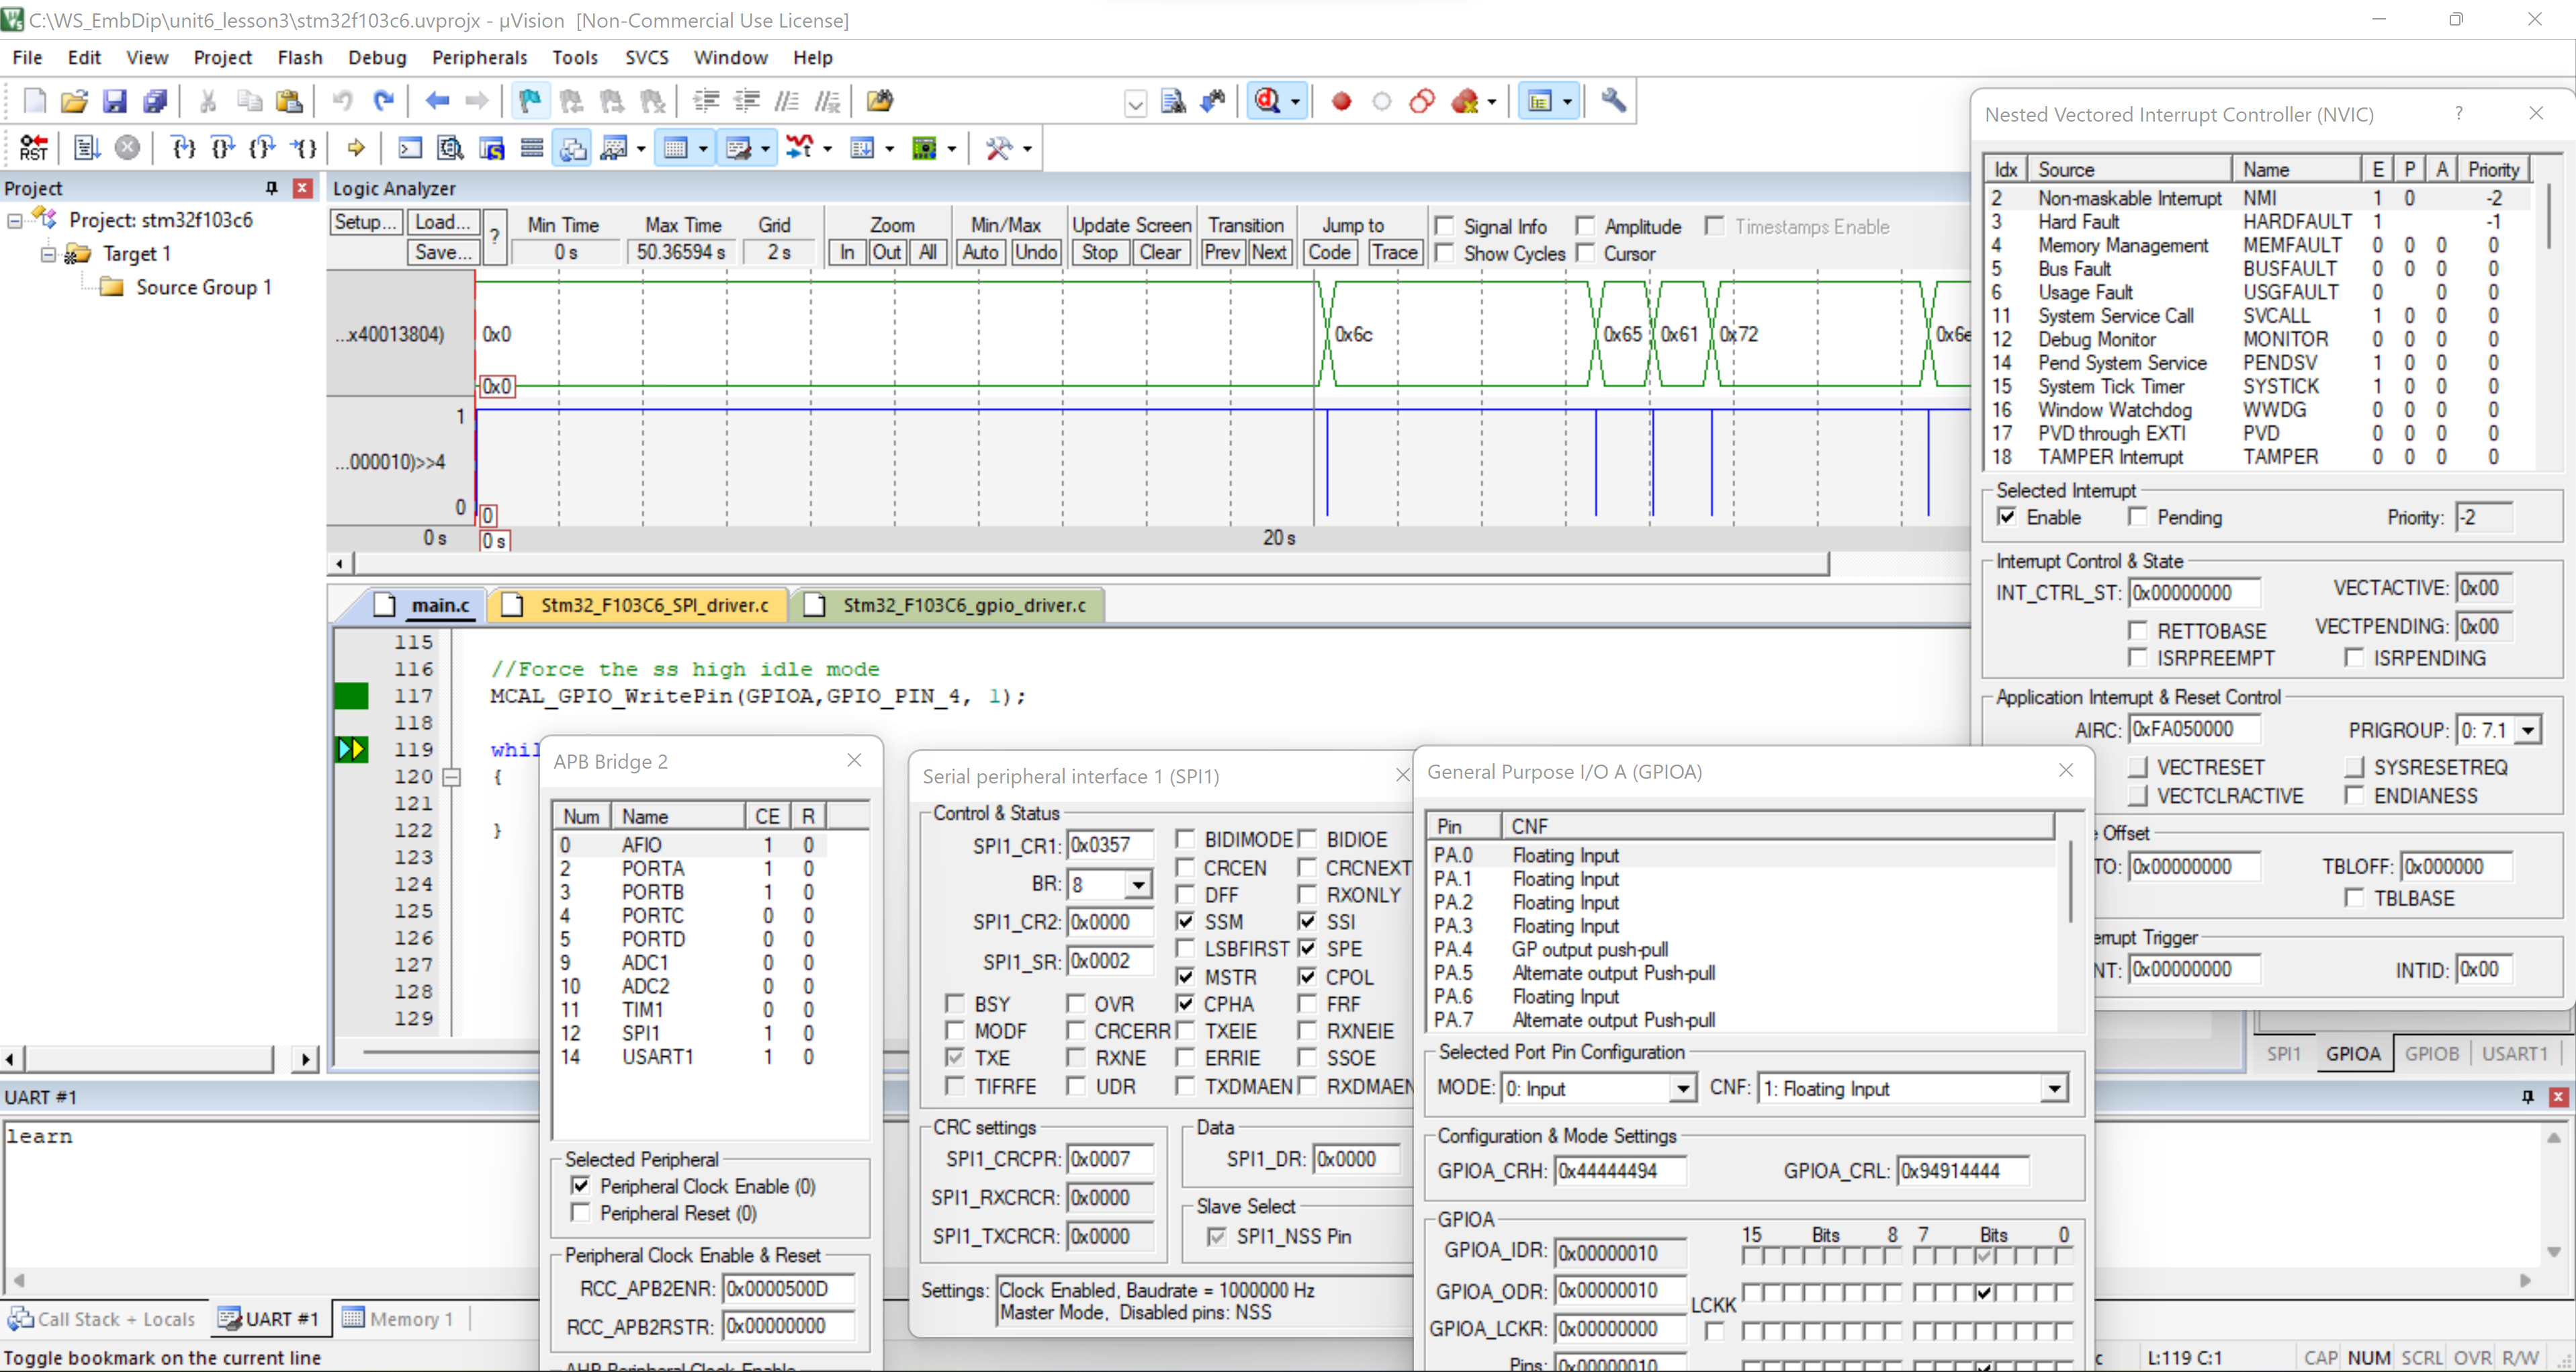 C:\WS_EmbDip\unit6_lesson3\stm32f103c6.uvprojx - µVision [Non-Commercial Use License]
File Edit View Project Flash Debug Peripherals Tools SVCS Window Help
RST
Project
Project: stm32f103c6
Target 1
Source Group 1
Logic Analyzer
Setup... Load... ? Min Time Max Time Grid Zoom Min/Max Update Screen Transition Jump to Signal Info Amplitude Timestamps Enable
Save... 0 s 50.36594 s 2 s In Out All Auto Undo Stop Clear Prev Next Code Trace Show Cycles Cursor
...x40013804) 0x0 0x6c 0x65 0x61 0x72 0x6e
0x0
1
...000010)>>4
0 0
0 s 0 s 20 s
main.c Stm32_F103C6_SPI_driver.c Stm32_F103C6_gpio_driver.c
115
116 //Force the ss high idle mode
117 MCAL_GPIO_WritePin(GPIOA,GPIO_PIN_4, 1);
118
119 whil
120 {
121
122 }
123
124
125
126
127
128
129
APB Bridge 2
Num Name CE R
0 AFIO 1 0
2 PORTA 1 0
3 PORTB 1 0
4 PORTC 0 0
5 PORTD 0 0
9 ADC1 0 0
10 ADC2 0 0
11 TIM1 0 0
12 SPI1 1 0
14 USART1 1 0
Selected Peripheral
Peripheral Clock Enable (0)
Peripheral Reset (0)
Peripheral Clock Enable & Reset
RCC_APB2ENR: 0x0000500D
RCC_APB2RSTR: 0x00000000
AHB Peripheral Clock Enable
Serial peripheral interface 1 (SPI1)
Control & Status
SPI1_CR1: 0x0357 BIDIMODE BIDIOE
CRCEN CRCNEXT
BR: 8 DFF RXONLY
SPI1_CR2: 0x0000 SSM SSI
LSBFIRST SPE
SPI1_SR: 0x0002 MSTR CPOL
BSY OVR CPHA FRF
MODF CRCERR TXEIE RXNEIE
TXE RXNE ERRIE SSOE
TIFRFE UDR TXDMAEN RXDMAEN
CRC settings
SPI1_CRCPR: 0x0007
SPI1_RXCRCR: 0x0000
SPI1_TXCRCR: 0x0000
Data
SPI1_DR: 0x0000
Slave Select
SPI1_NSS Pin
Settings: Clock Enabled, Baudrate = 1000000 Hz
Master Mode, Disabled pins: NSS
General Purpose I/O A (GPIOA)
Pin CNF
PA.0 Floating Input
PA.1 Floating Input
PA.2 Floating Input
PA.3 Floating Input
PA.4 GP output push-pull
PA.5 Alternate output Push-pull
PA.6 Floating Input
PA.7 Alternate output Push-pull
Selected Port Pin Configuration
MODE: 0: Input CNF: 1: Floating Input
Configuration & Mode Settings
GPIOA_CRH: 0x44444494 GPIOA_CRL: 0x94914444
GPIOA
15 Bits 8 7 Bits 0
GPIOA_IDR: 0x00000010
GPIOA_ODR: 0x00000010
LCKK
GPIOA_LCKR: 0x00000000
Pins: 0x00000010
Nested Vectored Interrupt Controller (NVIC) ?
Idx Source Name E P A Priority
2 Non-maskable Interrupt NMI 1 0 -2
3 Hard Fault HARDFAULT 1 -1
4 Memory Management MEMFAULT 0 0 0 0
5 Bus Fault BUSFAULT 0 0 0 0
6 Usage Fault USGFAULT 0 0 0
11 System Service Call SVCALL 1 0 0 0
12 Debug Monitor MONITOR 0 0 0 0
14 Pend System Service PENDSV 1 0 0 0
15 System Tick Timer SYSTICK 1 0 0 0
16 Window Watchdog WWDG 0 0 0 0
17 PVD through EXTI PVD 0 0 0 0
18 TAMPER Interrupt TAMPER 0 0 0 0
Selected Interrupt
Enable Pending Priority: -2
Interrupt Control & State
INT_CTRL_ST: 0x00000000 VECTACTIVE: 0x00
RETTOBASE VECTPENDING: 0x00
ISRPREEMPT ISRPENDING
Application Interrupt & Reset Control
AIRC: 0xFA050000 PRIGROUP: 0: 7.1
VECTRESET SYSRESETREQ
VECTCLRACTIVE ENDIANESS
Offset
TO: 0x00000000 TBLOFF: 0x000000
TBLBASE
errupt Trigger
NT: 0x00000000 INTID: 0x00
SPI1 GPIOA GPIOB USART1
UART #1
learn
Call Stack + Locals UART #1 Memory 1
Toggle bookmark on the current line L:119 C:1 CAP NUM SCRL OVR R/W